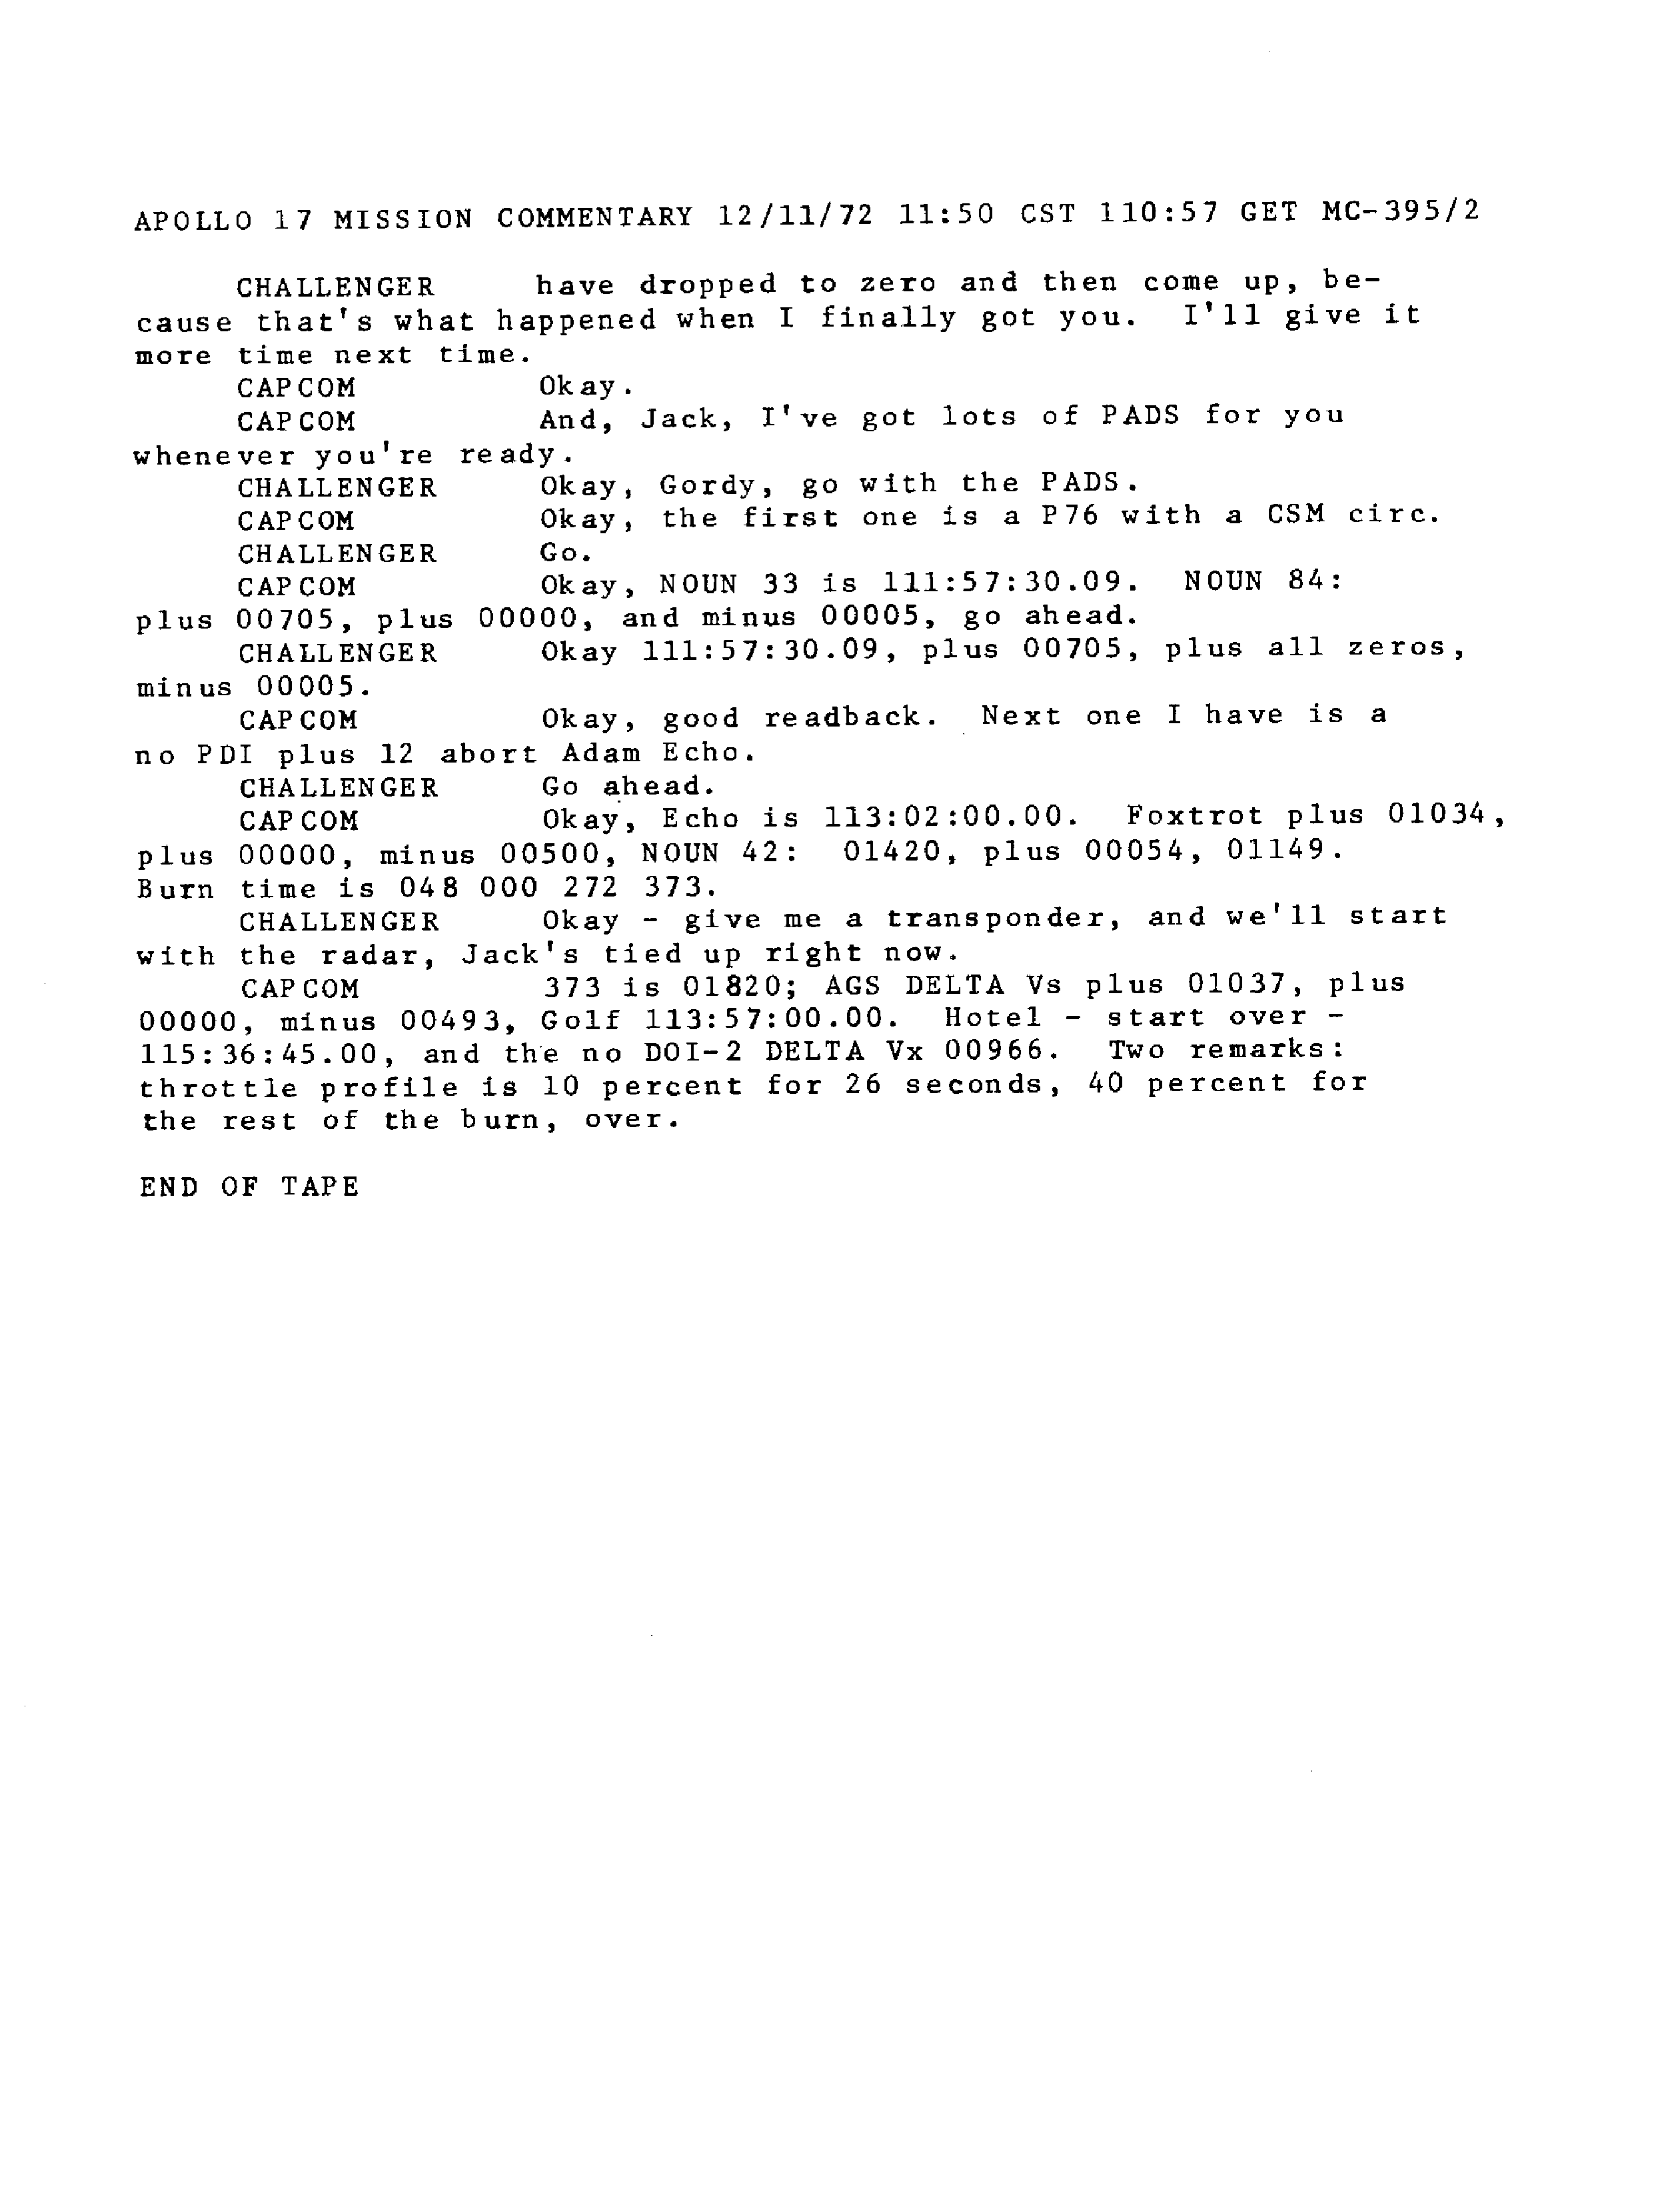 APOLLO 17 MISSION COMMENTARY 12/11/72 11:50 CST 110:57 GET MC-395/2
CHALLENGER have dropped to zero and then come up, be-
cause that's what happened when I finally got you. I'll give it
more time next time.
CAPCOM Okay.
CAPCOM And, Jack, I've got lots of PADS for you
whenever you're ready.
CHALLENGER Okay, Gordy, go with the PADS.
CAPCOM Okay, the first one is a P76 with a CSM circ.
CHALLENGER Go.
CAPCOM Okay, NOUN 33 is 111:57:30.09. NOUN 84:
plus 00705, plus 00000, and minus 00005, go ahead.
CHALLENGER Okay 111:57:30.09, plus 00705, plus all zeros,
minus 00005.
CAPCOM Okay, good readback. Next one I have is a
no PDI plus 12 abort Adam Echo.
CHALLENGER Go ahead.
CAPCOM Okay, Echo is 113:02:00.00. Foxtrot plus 01034,
plus 00000, minus 00500, NOUN 42: 01420, plus 00054, 01149.
Burn time is 048 000 272 373.
CHALLENGER Okay - give me a transponder, and we'll start
with the radar, Jack's tied up right now.
CAPCOM 373 is 01820; AGS DELTA Vs plus 01037, plus
00000, minus 00493, Golf 113:57:00.00. Hotel - start over -
115:36:45.00, and the no DOI-2 DELTA Vx 00966. Two remarks:
throttle profile is 10 percent for 26 seconds, 40 percent for
the rest of the burn, over.
END OF TAPE